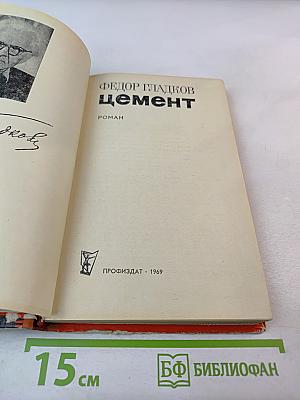 ФЕДОР ГЛАДКОВ
цемент
РОМАН
ПРОФИЗДАТ · 1969
15 см
БФ БИБЛИОФАН